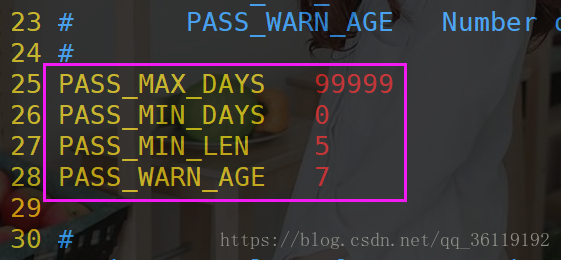 23 # PASS_WARN_AGE Number
24 #
25 PASS_MAX_DAYS 99999
26 PASS_MIN_DAYS 0
27 PASS_MIN_LEN 5
28 PASS_WARN_AGE 7
29
30 #
https://blog.csdn.net/qq_36119192